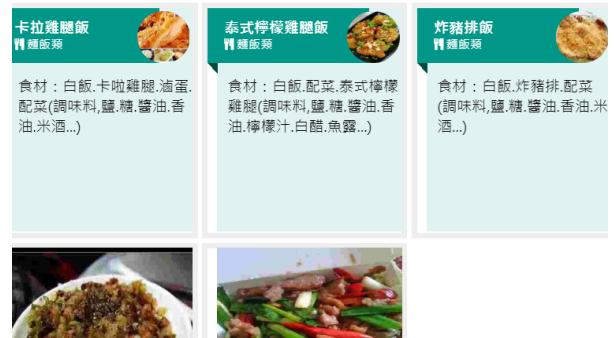 卡拉雞腿飯
麵飯類
食材：白飯.卡啦雞腿.滷蛋.
配菜(調味料,鹽.糖.醬油.香
油.米酒...)
泰式檸檬雞腿飯
麵飯類
食材：白飯.配菜.泰式檸檬
雞腿(調味料,鹽.糖.醬油.香
油.檸檬汁.白醋.魚露...)
炸豬排飯
麵飯類
食材：白飯.炸豬排.配菜
(調味料,鹽.糖.醬油.香油.米
酒...)